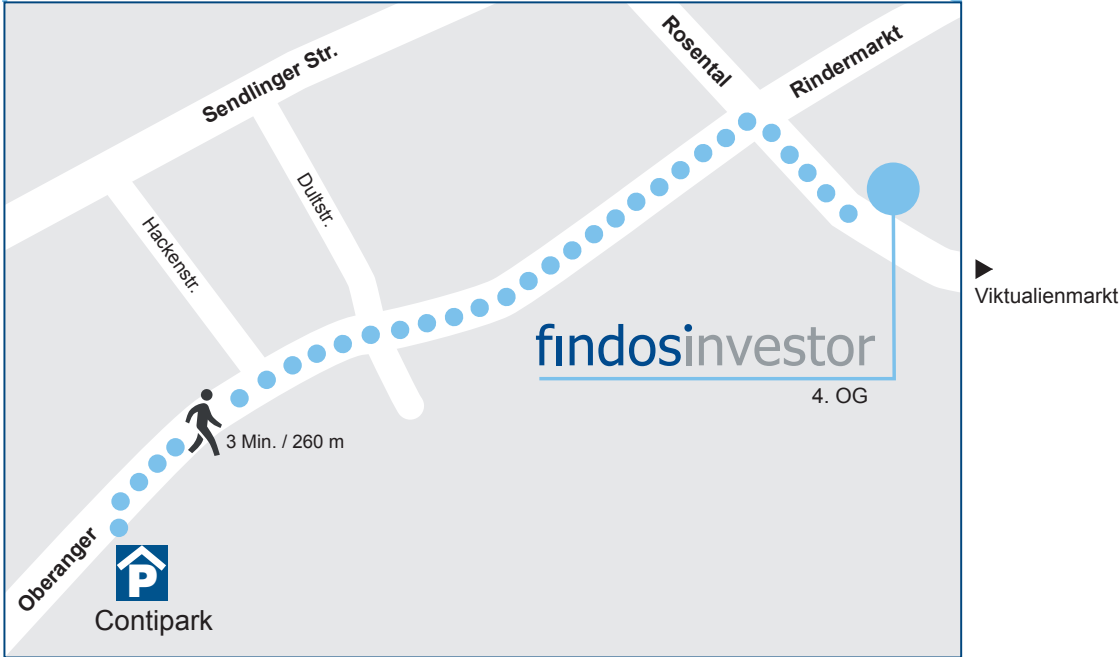 Rosental
Rindermarkt
Sendlinger Str.
Dultstr.
Hackenstr.
Viktualienmarkt
findosinvestor
4. OG
3 Min. / 260 m
Oberanger
P
Contipark